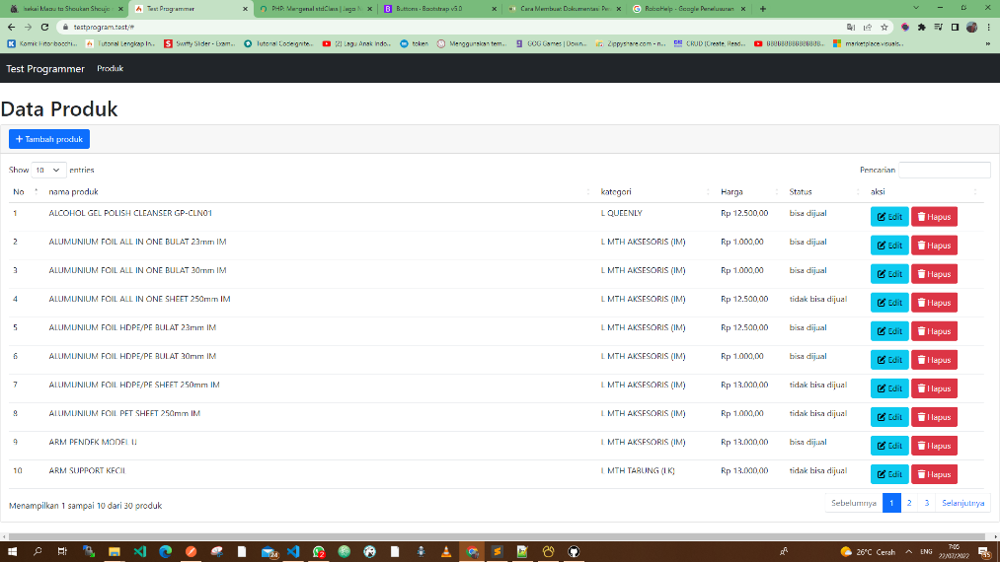 Isekai Maou to Shoukan Shoujo
Test Programmer
PHP: Mengenal stdClass | Jago N
Buttons · Bootstrap v5.0
Cara Membuat Dokumentasi Per
RoboHelp - Google Penelusuran
testprogram.test/#
Komik Hitoribocchi...
Tutorial Lengkap In...
Swiffy Slider - Exam...
Tutorial Codeignite...
(2) Lagu Anak Indo...
token
Menggunakan tem...
GOG Games | Down...
Zippyshare.com - n...
CRUD (Create, Read...
BBBBBBBBBBBBBB...
marketplace.visuals...
»
Test Programmer Produk
Data Produk
Tambah produk
Show 10 entries Pencarian
No nama produk kategori Harga Status aksi
1 ALCOHOL GEL POLISH CLEANSER GP-CLN01 L QUEENLY Rp 12.500,00 bisa dijual Edit Hapus
2 ALUMUNIUM FOIL ALL IN ONE BULAT 23mm IM L MTH AKSESORIS (IM) Rp 1.000,00 bisa dijual Edit Hapus
3 ALUMUNIUM FOIL ALL IN ONE BULAT 30mm IM L MTH AKSESORIS (IM) Rp 1.000,00 bisa dijual Edit Hapus
4 ALUMUNIUM FOIL ALL IN ONE SHEET 250mm IM L MTH AKSESORIS (IM) Rp 12.500,00 tidak bisa dijual Edit Hapus
5 ALUMUNIUM FOIL HDPE/PE BULAT 23mm IM L MTH AKSESORIS (IM) Rp 12.500,00 bisa dijual Edit Hapus
6 ALUMUNIUM FOIL HDPE/PE BULAT 30mm IM L MTH AKSESORIS (IM) Rp 1.000,00 bisa dijual Edit Hapus
7 ALUMUNIUM FOIL HDPE/PE SHEET 250mm IM L MTH AKSESORIS (IM) Rp 13.000,00 tidak bisa dijual Edit Hapus
8 ALUMUNIUM FOIL PET SHEET 250mm IM L MTH AKSESORIS (IM) Rp 1.000,00 tidak bisa dijual Edit Hapus
9 ARM PENDEK MODEL U L MTH AKSESORIS (IM) Rp 13.000,00 bisa dijual Edit Hapus
10 ARM SUPPORT KECIL L MTH TABUNG (LK) Rp 13.000,00 tidak bisa dijual Edit Hapus
Menampilkan 1 sampai 10 dari 30 produk Sebelumnya 1 2 3 Selanjutnya
24 2 26°C Cerah ENG 7:05
22/07/2022